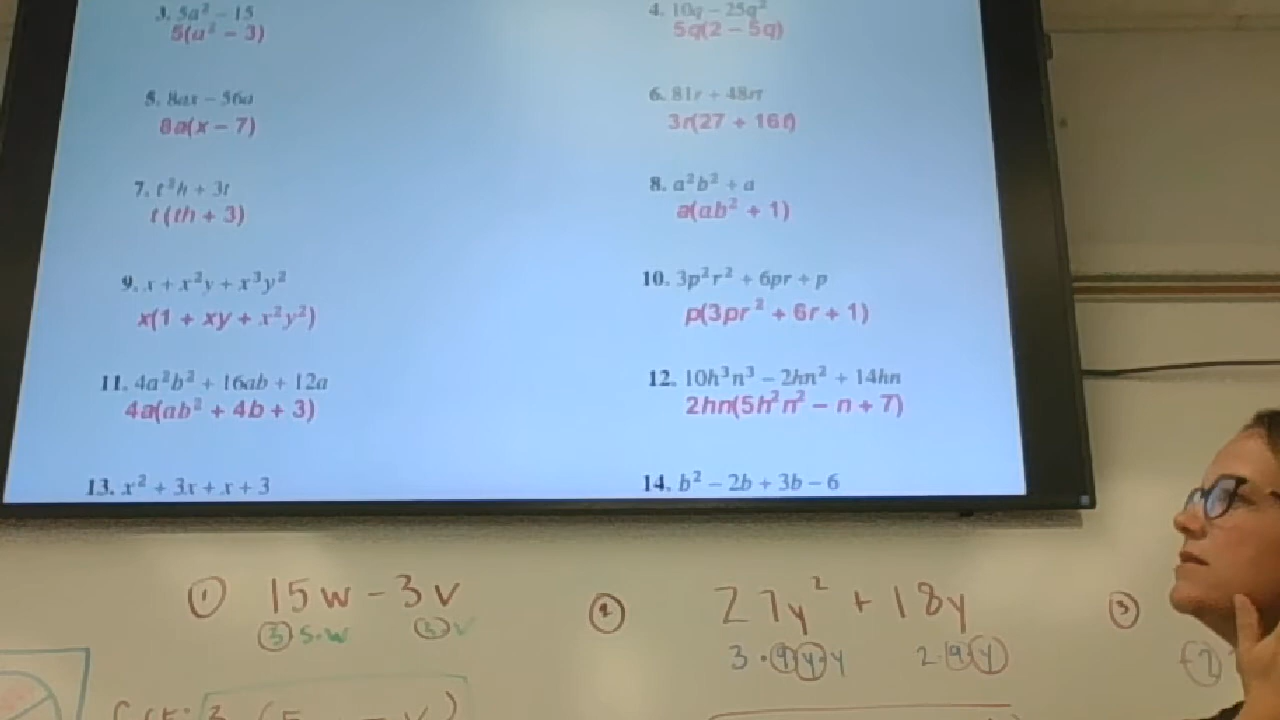 3. 5a² − 15
5(a² − 3)
4. 10q − 25q²
5q(2 − 5q)
5. 8ax − 56a
8a(x − 7)
6. 81r + 48rt
3r(27 + 16t)
7. t²h + 3t
t(th + 3)
8. a²b² + a
a(ab² + 1)
9. x + x²y + x³y²
x(1 + xy + x²y²)
10. 3p²r² + 6pr + p
p(3pr² + 6r + 1)
11. 4a²b² + 16ab + 12a
4a(ab² + 4b + 3)
12. 10h³n³ − 2hn² + 14hn
2hn(5h²n² − n + 7)
13. x² + 3x + x + 3
14. b² − 2b + 3b − 6
① 15w − 3v
③ 5·w ③ v
② 27y² + 18y
3·⑨ⓨ·y 2·⑨ⓨ
③